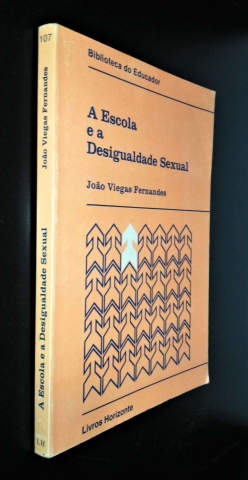 107
João Viegas Fernandes
A Escola e a Desigualdade Sexual
LH
Biblioteca do Educador
A Escola
e a
Desigualdade Sexual
João Viegas Fernandes
Livros Horizonte